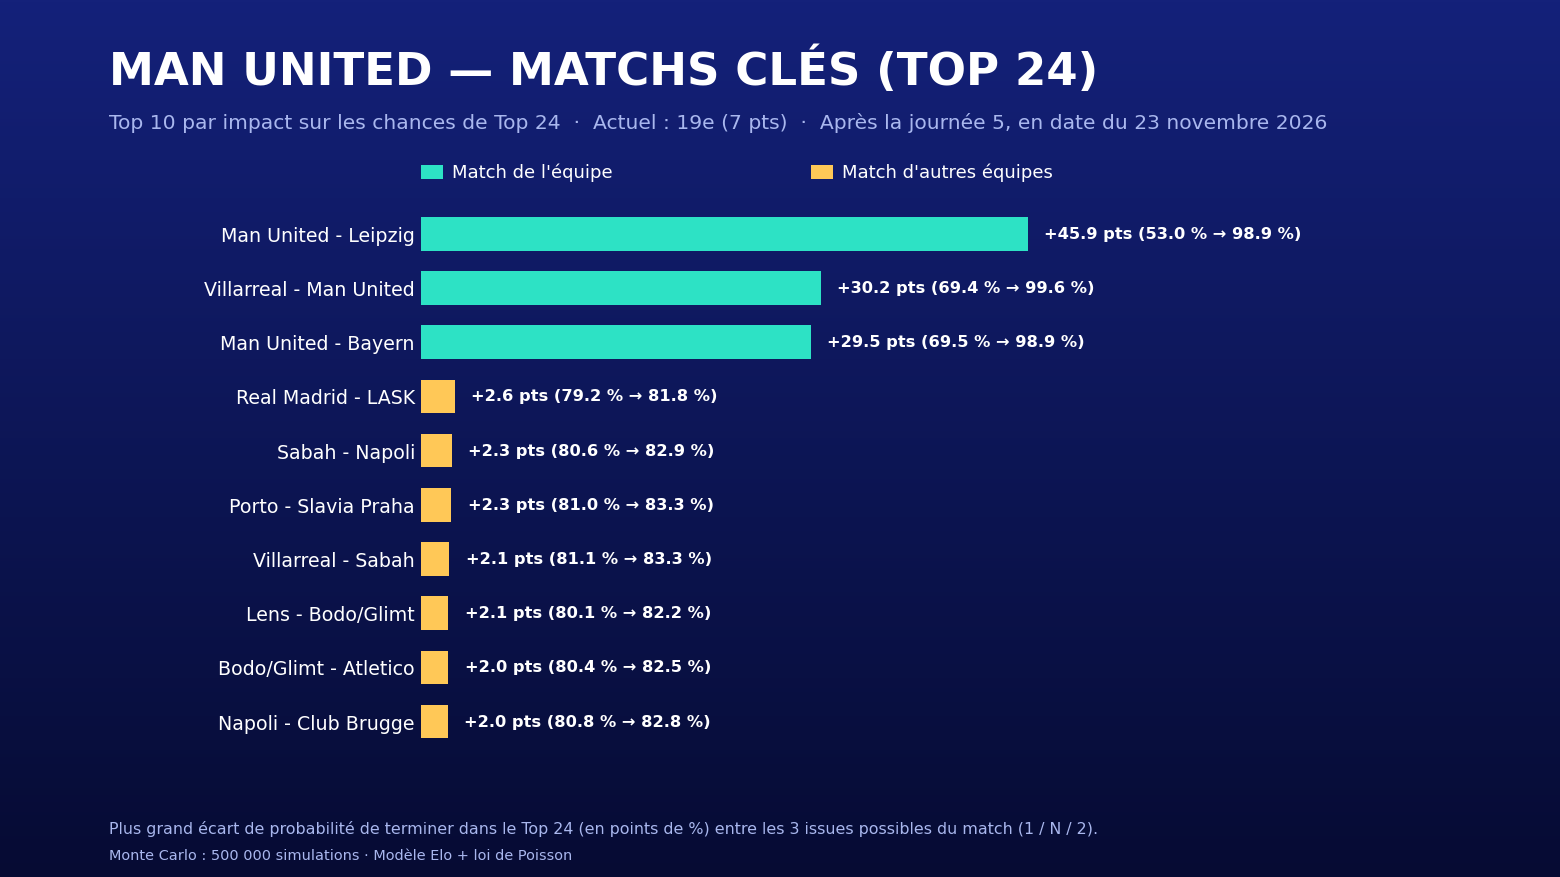 MAN UNITED — MATCHS CLÉS (TOP 24)
Top 10 par impact sur les chances de Top 24 · Actuel : 19e (7 pts) · Après la journée 5, en date du 23 novembre 2026
Match de l'équipe Match d'autres équipes
Man United - Leipzig +45.9 pts (53.0 % → 98.9 %)
Villarreal - Man United +30.2 pts (69.4 % → 99.6 %)
Man United - Bayern +29.5 pts (69.5 % → 98.9 %)
Real Madrid - LASK +2.6 pts (79.2 % → 81.8 %)
Sabah - Napoli +2.3 pts (80.6 % → 82.9 %)
Porto - Slavia Praha +2.3 pts (81.0 % → 83.3 %)
Villarreal - Sabah +2.1 pts (81.1 % → 83.3 %)
Lens - Bodo/Glimt +2.1 pts (80.1 % → 82.2 %)
Bodo/Glimt - Atletico +2.0 pts (80.4 % → 82.5 %)
Napoli - Club Brugge +2.0 pts (80.8 % → 82.8 %)
Plus grand écart de probabilité de terminer dans le Top 24 (en points de %) entre les 3 issues possibles du match (1 / N / 2).
Monte Carlo : 500 000 simulations · Modèle Elo + loi de Poisson